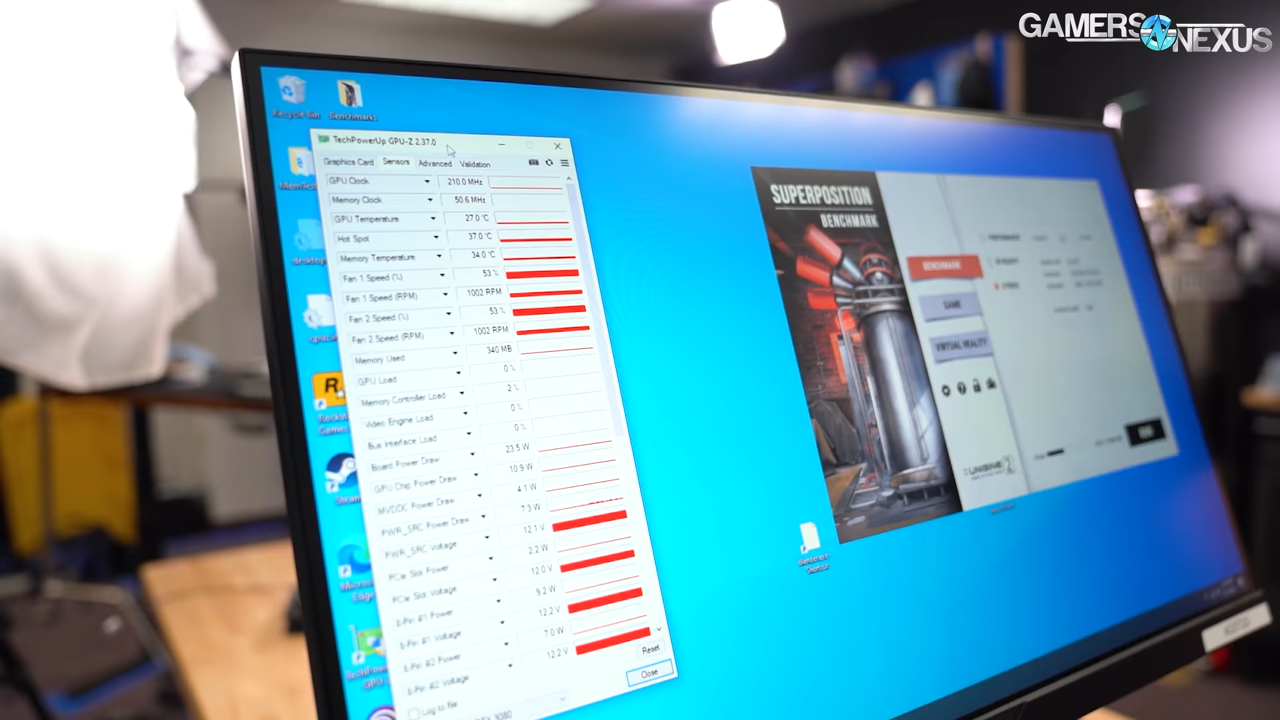 GAMERS NEXUS
Recycle Bin
Benchmarks
TechPowerUp GPU-Z 2.37.0
Graphics Card Sensors Advanced Validation
GPU Clock 210.0 MHz
Memory Clock 50.6 MHz
GPU Temperature 27.0 °C
Hot Spot 37.0 °C
Memory Temperature 34.0 °C
Fan 1 Speed (%) 53 %
Fan 1 Speed (RPM) 1002 RPM
Fan 2 Speed (%) 53 %
Fan 2 Speed (RPM) 1002 RPM
Memory Used 340 MB
GPU Load 0 %
Memory Controller Load 2 %
Video Engine Load 0 %
Bus Interface Load 0 %
Board Power Draw 23.5 W
GPU Chip Power Draw 10.9 W
MVDDC Power Draw 4.1 W
PWR_SRC Power Draw 7.3 W
PWR_SRC Voltage 12.1 V
PCIe Slot Power 2.2 W
PCIe Slot Voltage 12.0 V
8-Pin #1 Power 9.2 W
8-Pin #1 Voltage 12.2 V
8-Pin #2 Power 7.0 W
8-Pin #2 Voltage 12.2 V
Reset
Log to file
Close
3080
SUPERPOSITION
BENCHMARK
BENCHMARK
GAME
VIRTUAL REALITY
UNIGINE
Steam